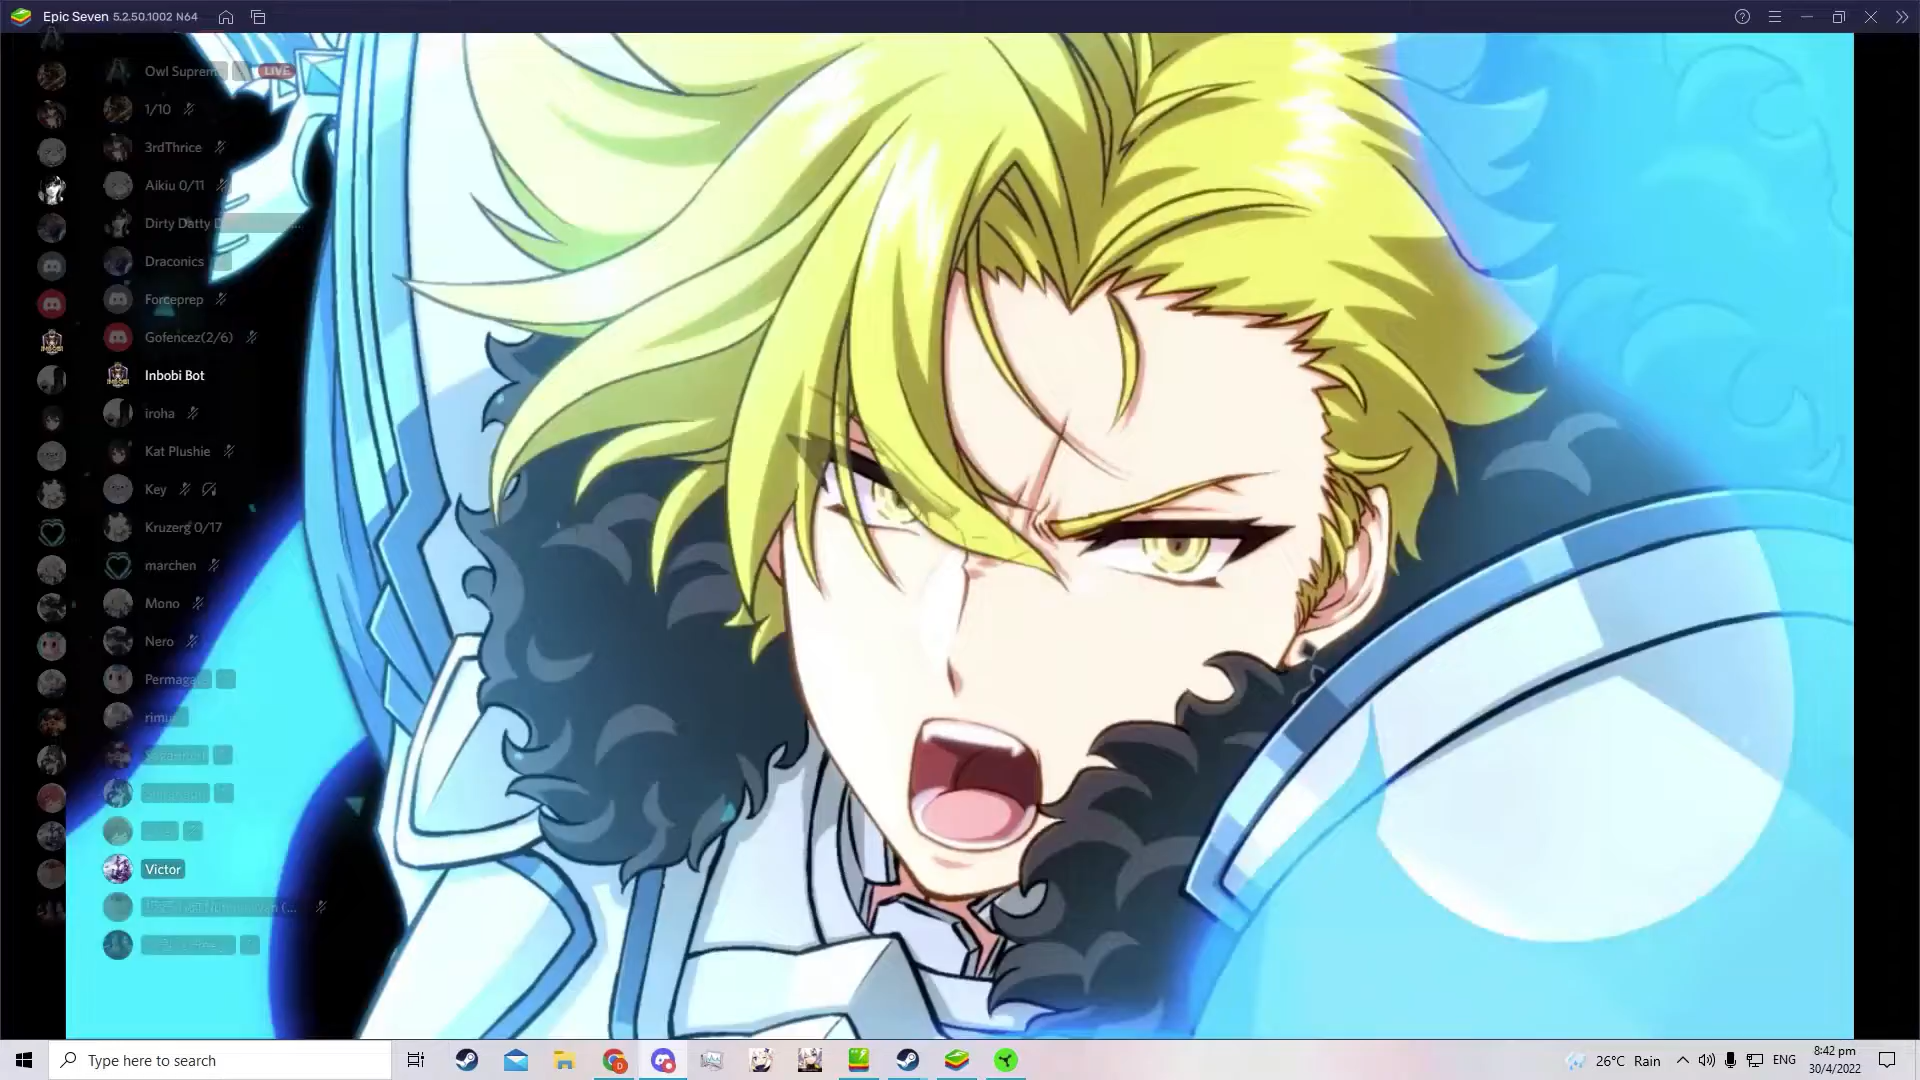 Epic Seven 5.2.50.1002 N64
Owl Suprem
LIVE
1/10
3rdThrice
Aikiu 0/11
Dirty Datty D
Draconics
Forceprep
Gofencez(2/6)
Inbobi Bot
iroha
Kat Plushie
Key
Kruzerg 0/17
marchen
Mono
Nero
Permaga
rimu
Victor
Type here to search
26°C Rain
ENG
8:42 pm
30/4/2022